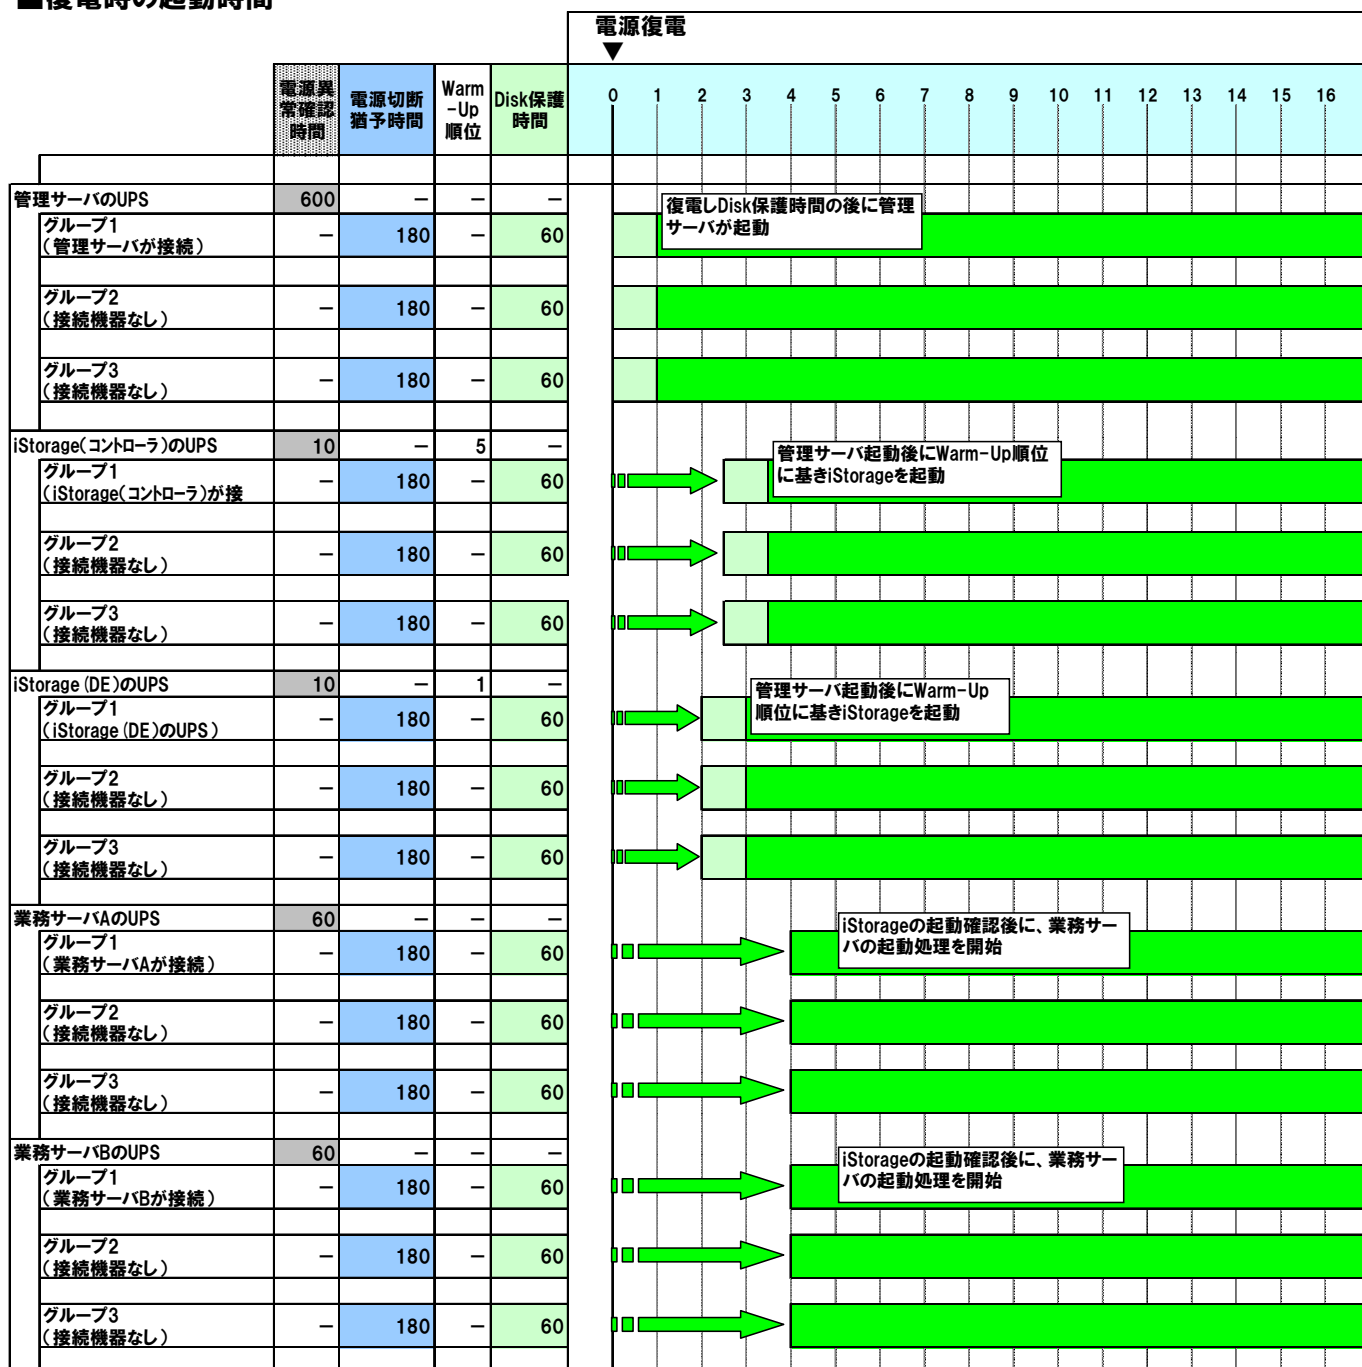 ■復電時の起動時間
電源復電
▼
電源異
常確認
時間
電源切断
猶予時間
Warm
-Up
順位
Disk保護
時間
0 1 2 3 4 5 6 7 8 9 10 11 12 13 14 15 16
管理サーバのUPS 600 － － －
グループ1
（管理サーバが接続） － 180 － 60
復電しDisk保護時間の後に管理
サーバが起動
グループ2
（接続機器なし） － 180 － 60
グループ3
（接続機器なし） － 180 － 60
iStorage(コントローラ)のUPS 10 － 5 －
グループ1
（iStorage(コントローラ)が接 － 180 － 60
管理サーバ起動後にWarm-Up順位
に基きiStorageを起動
グループ2
（接続機器なし） － 180 － 60
グループ3
（接続機器なし） － 180 － 60
iStorage(DE)のUPS 10 － 1 －
グループ1
（iStorage(DE)のUPS） － 180 － 60
管理サーバ起動後にWarm-Up
順位に基きiStorageを起動
グループ2
（接続機器なし） － 180 － 60
グループ3
（接続機器なし） － 180 － 60
業務サーバAのUPS 60 － － －
グループ1
（業務サーバAが接続） － 180 － 60
iStorageの起動確認後に、業務サー
バの起動処理を開始
グループ2
（接続機器なし） － 180 － 60
グループ3
（接続機器なし） － 180 － 60
業務サーバBのUPS 60 － － －
グループ1
（業務サーバBが接続） － 180 － 60
iStorageの起動確認後に、業務サー
バの起動処理を開始
グループ2
（接続機器なし） － 180 － 60
グループ3
（接続機器なし） － 180 － 60